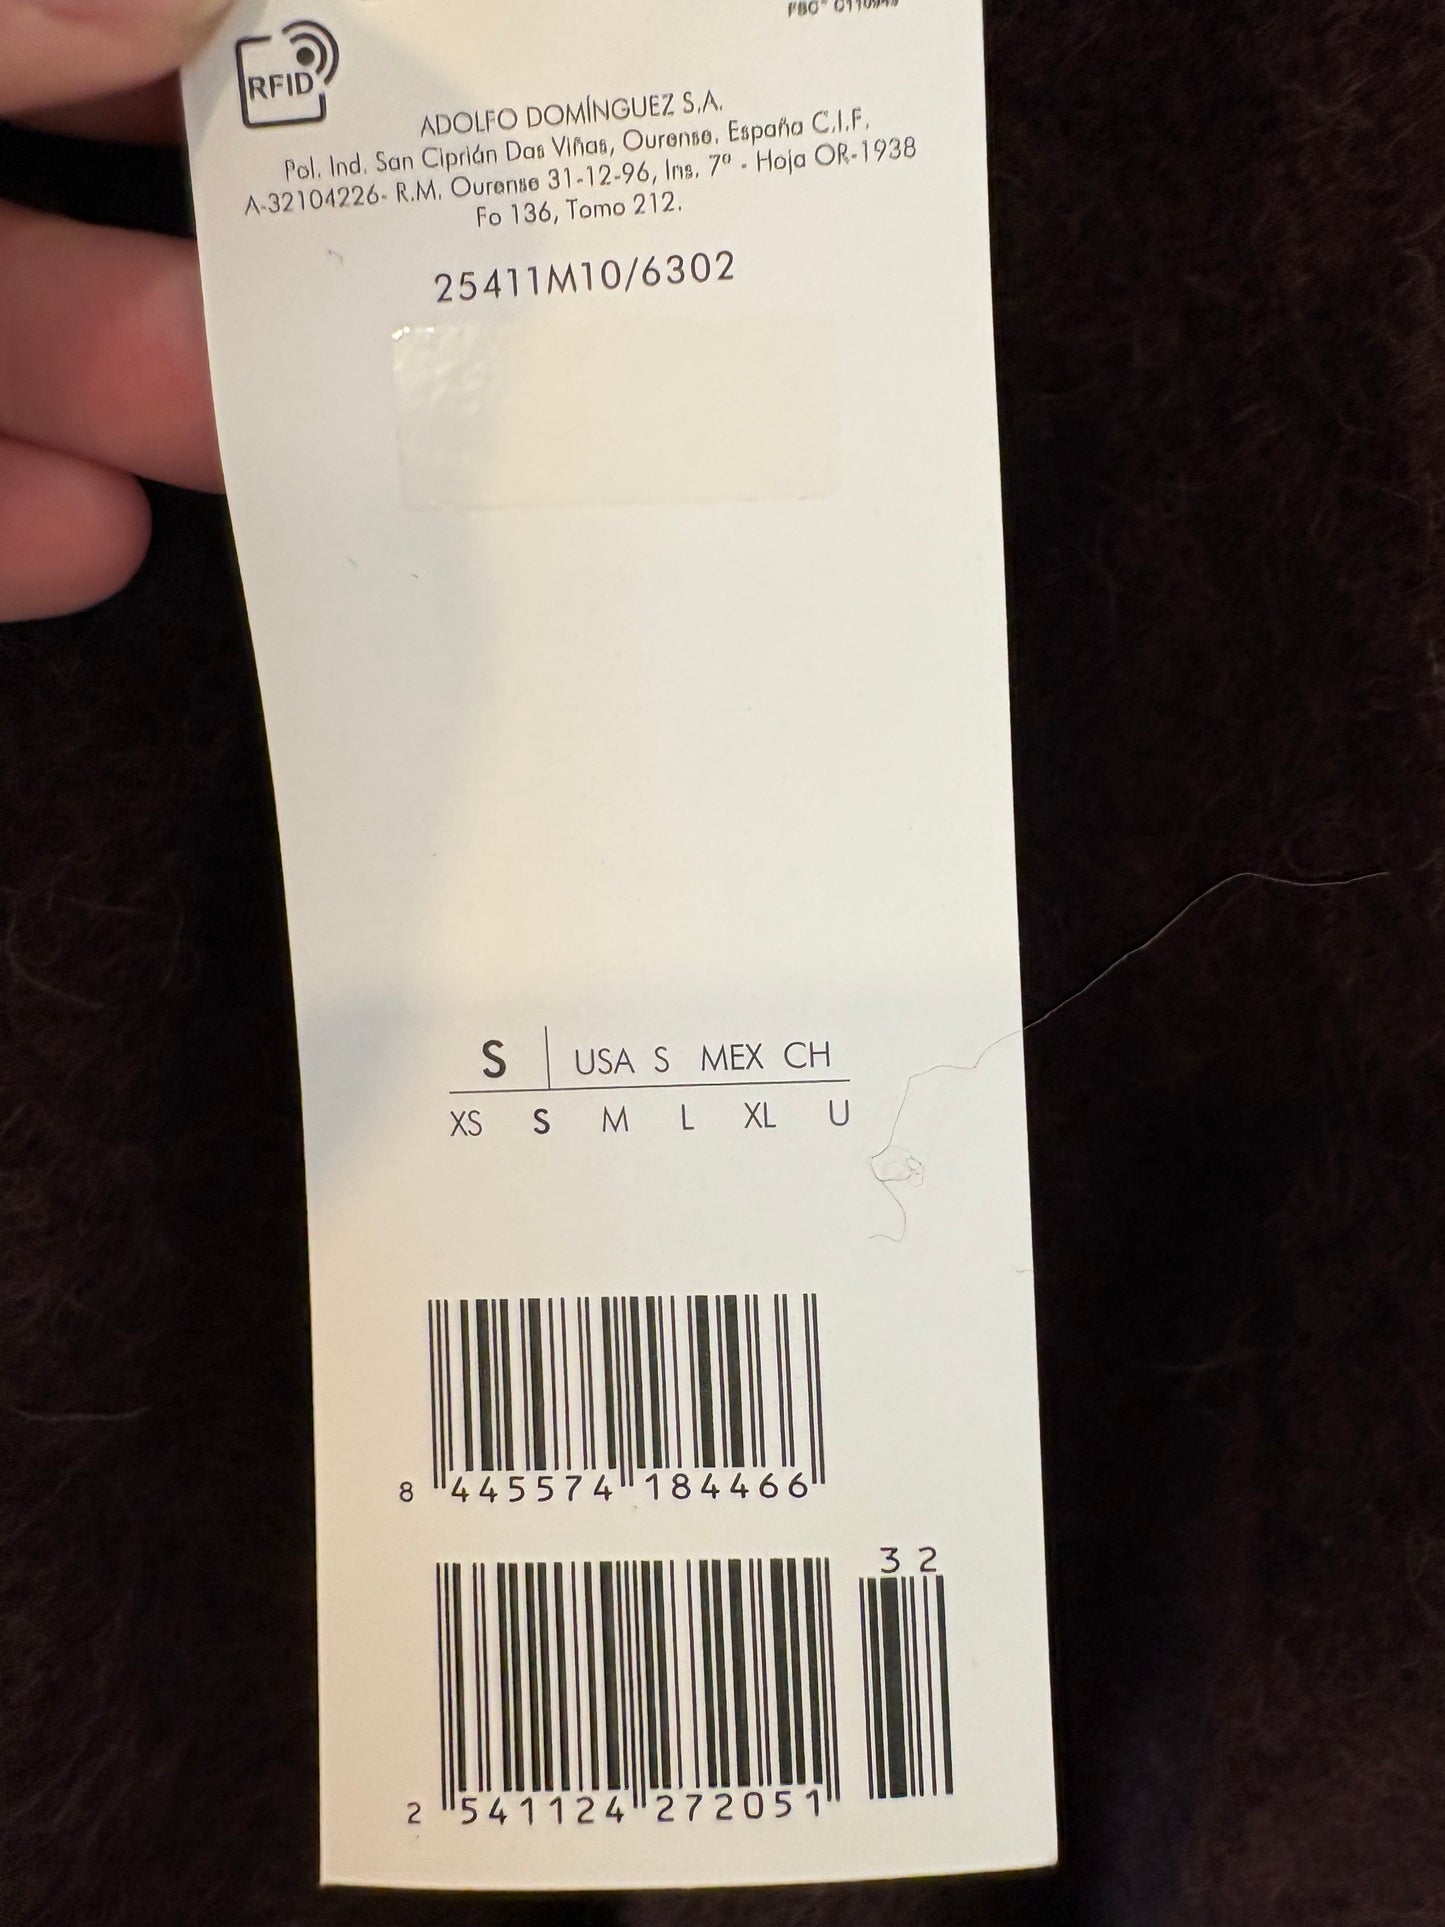 RFID
ADOLFO DOMÍNGUEZ S.A.
Pol. Ind. San Ciprián Das Viñas, Ourense. España C.I.F.
A-32104226- R.M. Ourense 31-12-96, Ins. 7º - Hoja OR-1938
Fo 136, Tomo 212.
25411M10/6302
S USA S MEX CH
XS S M L XL U
8 445574 184466
32
2 541124 272051